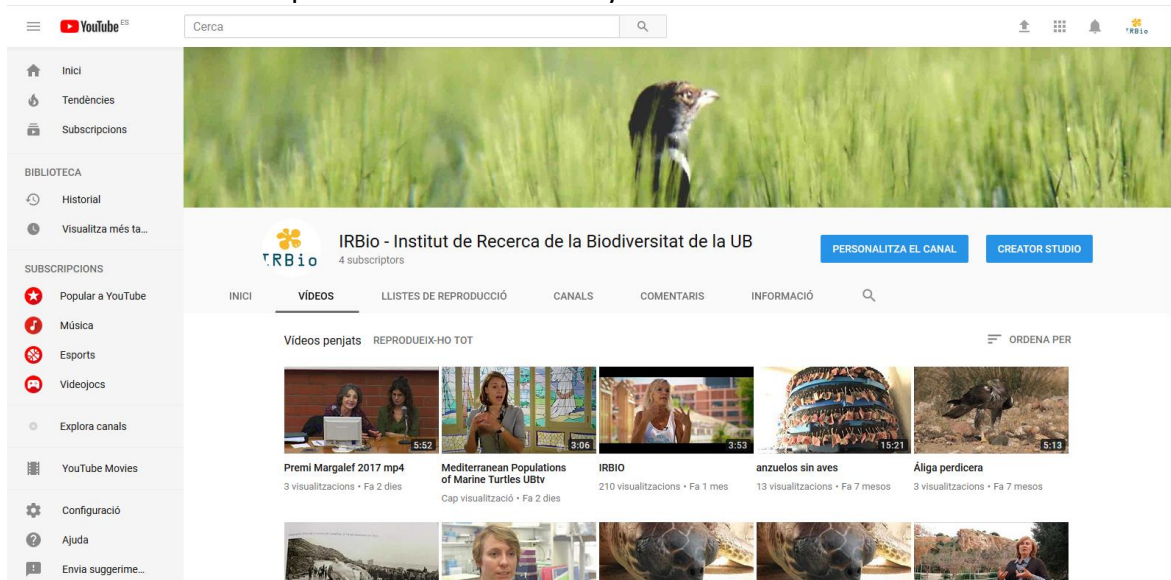 YouTube ES
Cerca
IRBio
Inici
Tendències
Subscripcions
BIBLIOTECA
Historial
Visualitza més ta...
SUBSCRIPCIONS
Popular a YouTube
Música
Esports
Videojocs
Explora canals
YouTube Movies
Configuració
Ajuda
Envia suggerime...
IRBio
IRBio - Institut de Recerca de la Biodiversitat de la UB
4 subscriptors
PERSONALITZA EL CANAL
CREATOR STUDIO
INICI VÍDEOS LLISTES DE REPRODUCCIÓ CANALS COMENTARIS INFORMACIÓ
Vídeos penjats REPRODUEIX-HO TOT
ORDENA PER
5:52
Premi Margalef 2017 mp4
3 visualitzacions • Fa 2 dies
3:06
Mediterranean Populations
of Marine Turtles UBtv
Cap visualització • Fa 2 dies
3:53
IRBIO
210 visualitzacions • Fa 1 mes
15:21
anzuelos sin aves
13 visualitzacions • Fa 7 mesos
5:13
Áliga perdicera
3 visualitzacions • Fa 7 mesos